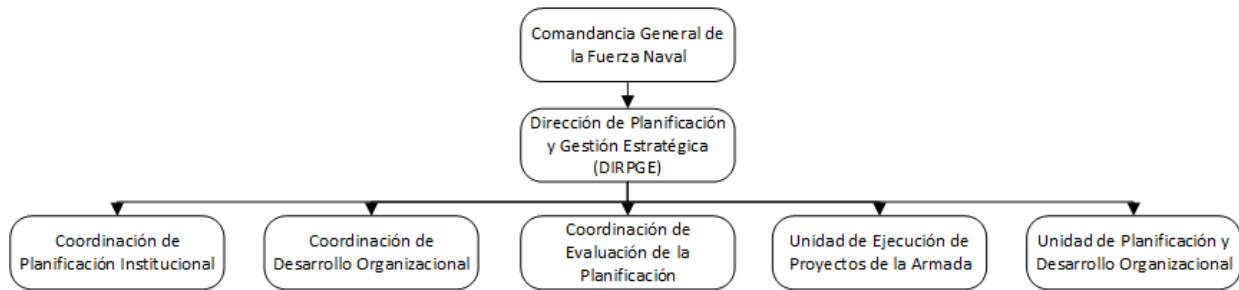 Comandancia General de
la Fuerza Naval
Dirección de Planificación
y Gestión Estratégica
(DIRPGE)
Coordinación de
Planificación Institucional
Coordinación de
Desarrollo Organizacional
Coordinación de
Evaluación de la
Planificación
Unidad de Ejecución de
Proyectos de la Armada
Unidad de Planificación y
Desarrollo Organizacional